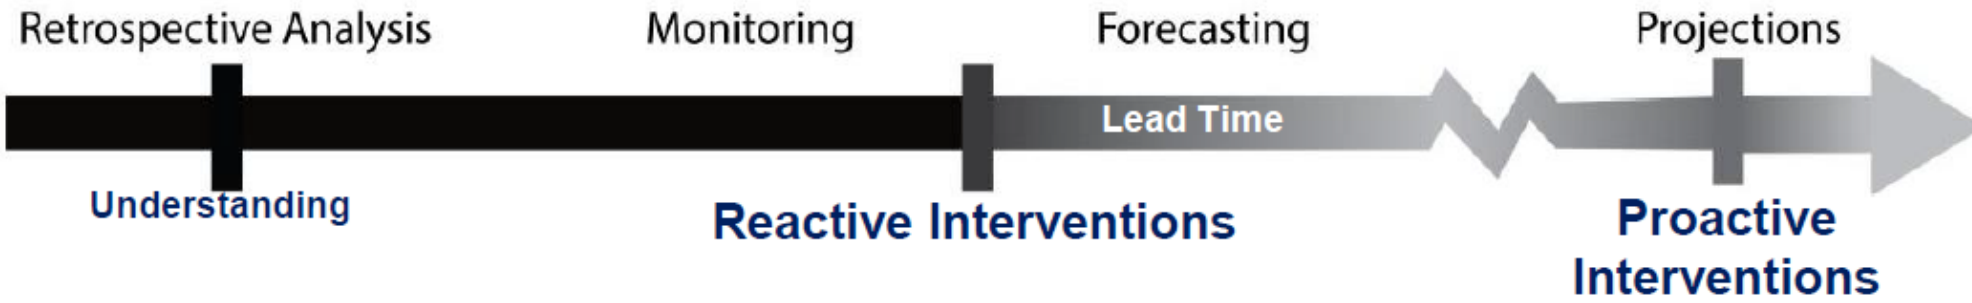 Retrospective Analysis
Monitoring
Forecasting
Projections
Lead Time
Understanding
Reactive Interventions
Proactive
Interventions